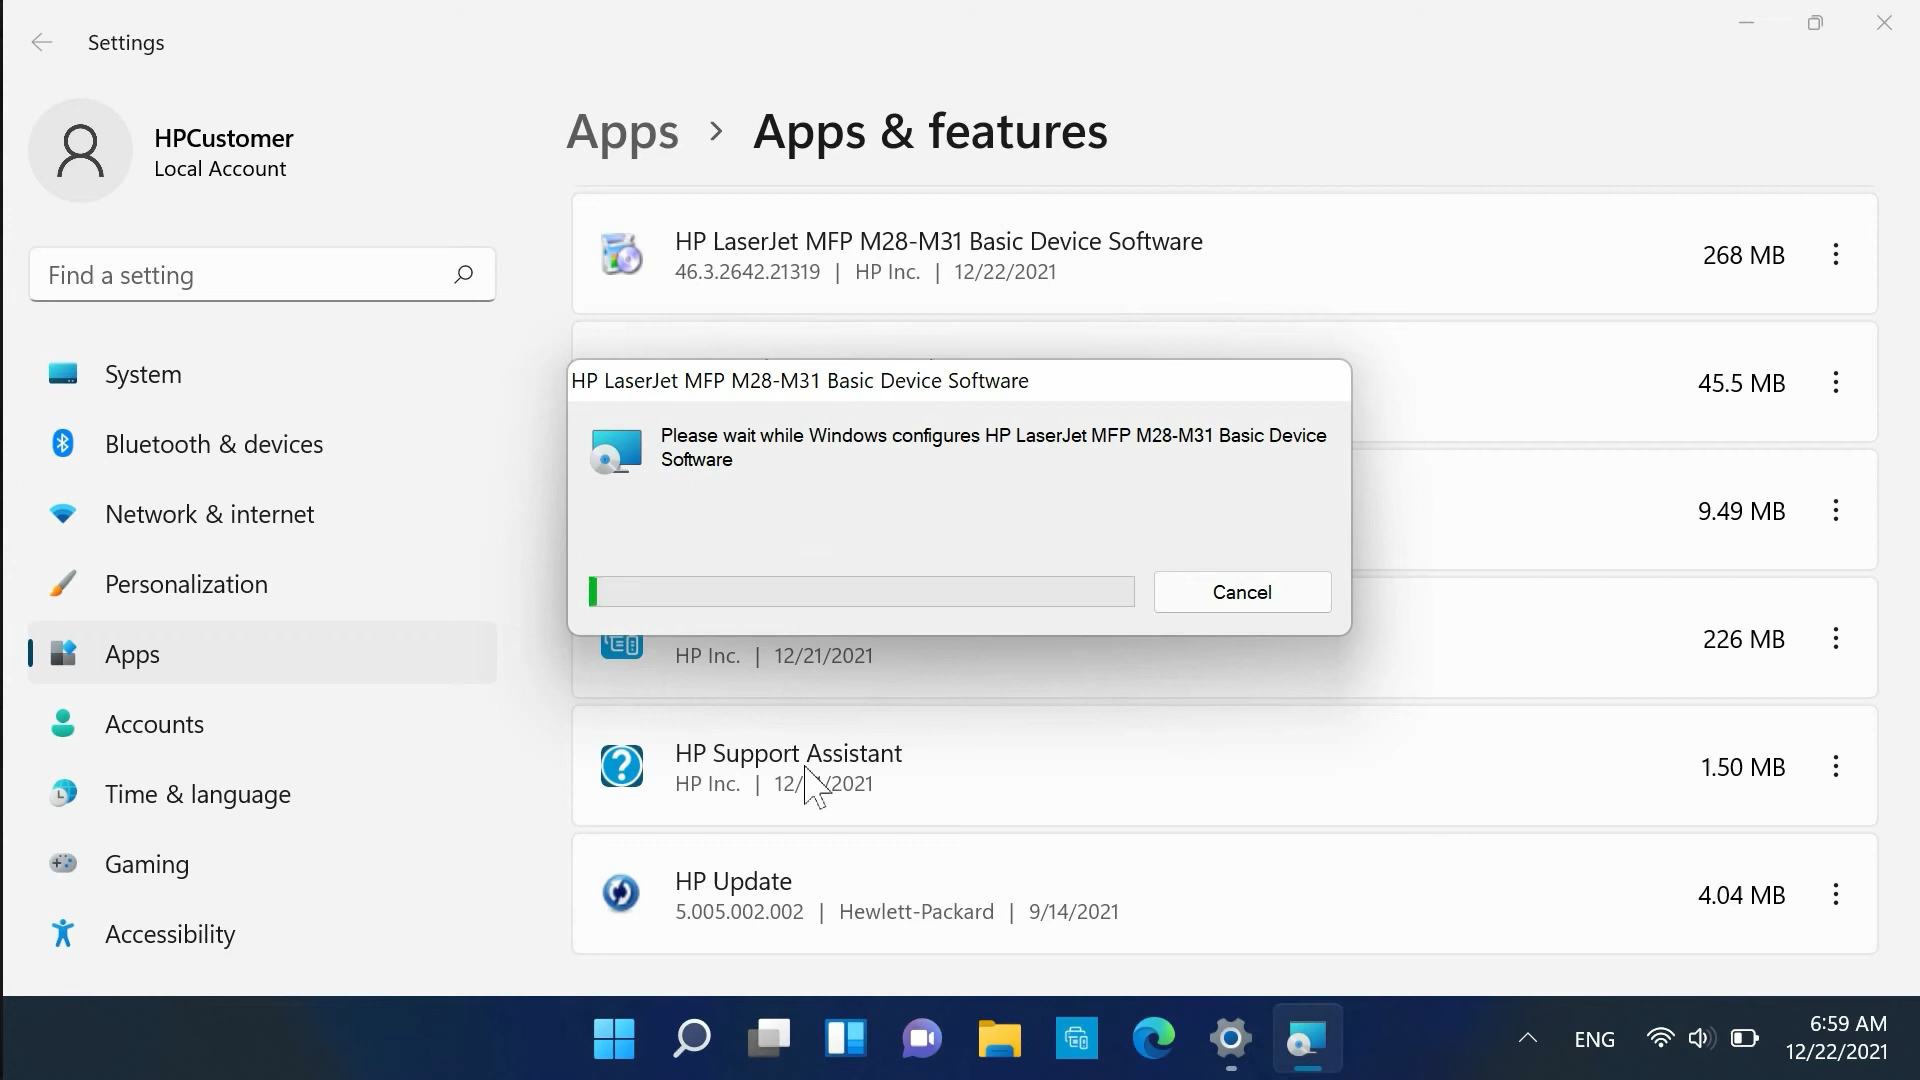 Settings
HPCustomer
Local Account
Find a setting
System
Bluetooth & devices
Network & internet
Personalization
Apps
Accounts
Time & language
Gaming
Accessibility
Apps > Apps & features
HP LaserJet MFP M28-M31 Basic Device Software
46.3.2642.21319 | HP Inc. | 12/22/2021
268 MB
45.5 MB
9.49 MB
HP LaserJet MFP M28-M31 Basic Device Software
Please wait while Windows configures HP LaserJet MFP M28-M31 Basic Device
Software
Cancel
HP Inc. | 12/21/2021
226 MB
HP Support Assistant
HP Inc. | 12/ /2021
1.50 MB
HP Update
5.005.002.002 | Hewlett-Packard | 9/14/2021
4.04 MB
ENG
6:59 AM
12/22/2021